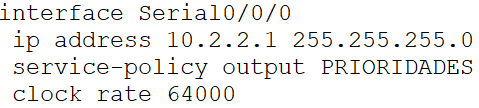 interface Serial0/0/0
ip address 10.2.2.1 255.255.255.0
service-policy output PRIORIDADES
clock rate 64000